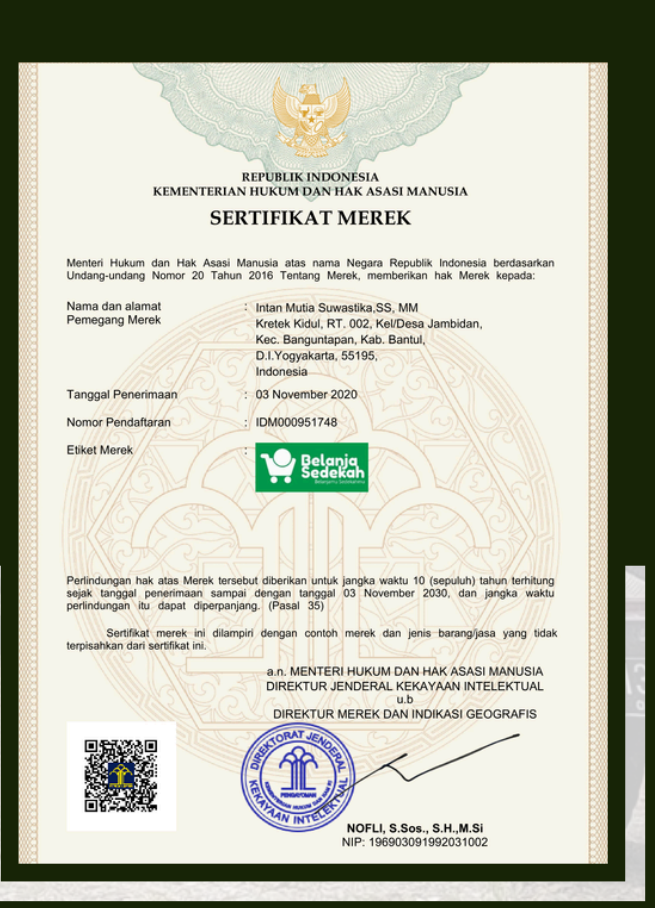 REPUBLIK INDONESIA
KEMENTERIAN HUKUM DAN HAK ASASI MANUSIA
SERTIFIKAT MEREK
Menteri Hukum dan Hak Asasi Manusia atas nama Negara Republik Indonesia berdasarkan
Undang-undang Nomor 20 Tahun 2016 Tentang Merek, memberikan hak Merek kepada:
Nama dan alamat : Intan Mutia Suwastika,SS, MM
Pemegang Merek Kretek Kidul, RT. 002, Kel/Desa Jambidan,
Kec. Banguntapan, Kab. Bantul,
D.I.Yogyakarta, 55195,
Indonesia
Tanggal Penerimaan : 03 November 2020
Nomor Pendaftaran : IDM000951748
Etiket Merek :
Belanja
Sedekah
Perlindungan hak atas Merek tersebut diberikan untuk jangka waktu 10 (sepuluh) tahun terhitung
sejak tanggal penerimaan sampai dengan tanggal 03 November 2030, dan jangka waktu
perlindungan itu dapat diperpanjang. (Pasal 35)
Sertifikat merek ini dilampiri dengan contoh merek dan jenis barang/jasa yang tidak
terpisahkan dari sertifikat ini.
a.n. MENTERI HUKUM DAN HAK ASASI MANUSIA
DIREKTUR JENDERAL KEKAYAAN INTELEKTUAL
u.b
DIREKTUR MEREK DAN INDIKASI GEOGRAFIS
DIREKTORAT JENDERAL
KEKAYAAN INTELEKTUAL
PENGAYOMAN
NOFLI, S.Sos., S.H.,M.Si
NIP: 196903091992031002